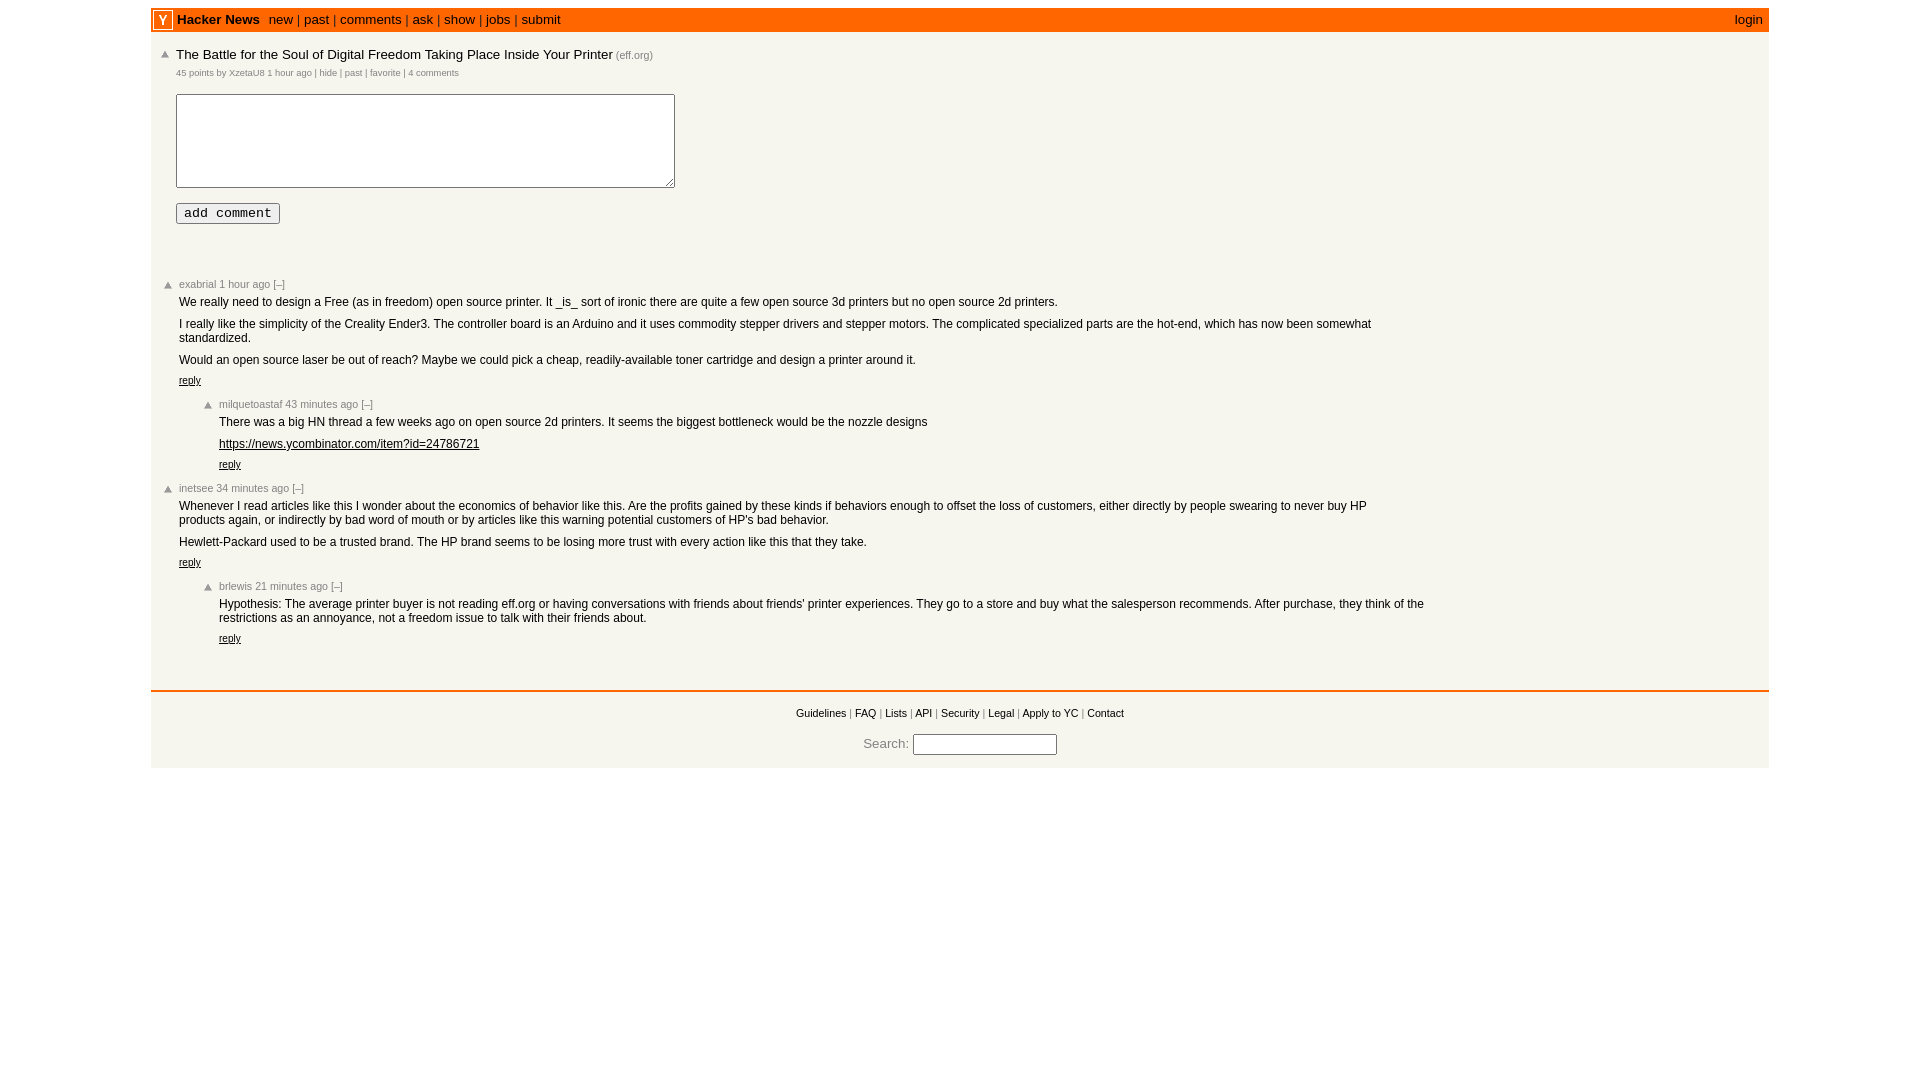 Y Hacker News new | past | comments | ask | show | jobs | submit login
The Battle for the Soul of Digital Freedom Taking Place Inside Your Printer (eff.org)
45 points by XzetaU8 1 hour ago | hide | past | favorite | 4 comments
add comment
exabrial 1 hour ago [–]
We really need to design a Free (as in freedom) open source printer. It _is_ sort of ironic there are quite a few open source 3d printers but no open source 2d printers.
I really like the simplicity of the Creality Ender3. The controller board is an Arduino and it uses commodity stepper drivers and stepper motors. The complicated specialized parts are the hot-end, which has now been somewhat
standardized.
Would an open source laser be out of reach? Maybe we could pick a cheap, readily-available toner cartridge and design a printer around it.
reply
milquetoastaf 43 minutes ago [–]
There was a big HN thread a few weeks ago on open source 2d printers. It seems the biggest bottleneck would be the nozzle designs
https://news.ycombinator.com/item?id=24786721
reply
inetsee 34 minutes ago [–]
Whenever I read articles like this I wonder about the economics of behavior like this. Are the profits gained by these kinds if behaviors enough to offset the loss of customers, either directly by people swearing to never buy HP
products again, or indirectly by bad word of mouth or by articles like this warning potential customers of HP's bad behavior.
Hewlett-Packard used to be a trusted brand. The HP brand seems to be losing more trust with every action like this that they take.
reply
brlewis 21 minutes ago [–]
Hypothesis: The average printer buyer is not reading eff.org or having conversations with friends about friends' printer experiences. They go to a store and buy what the salesperson recommends. After purchase, they think of the
restrictions as an annoyance, not a freedom issue to talk with their friends about.
reply
Guidelines | FAQ | Lists | API | Security | Legal | Apply to YC | Contact
Search: